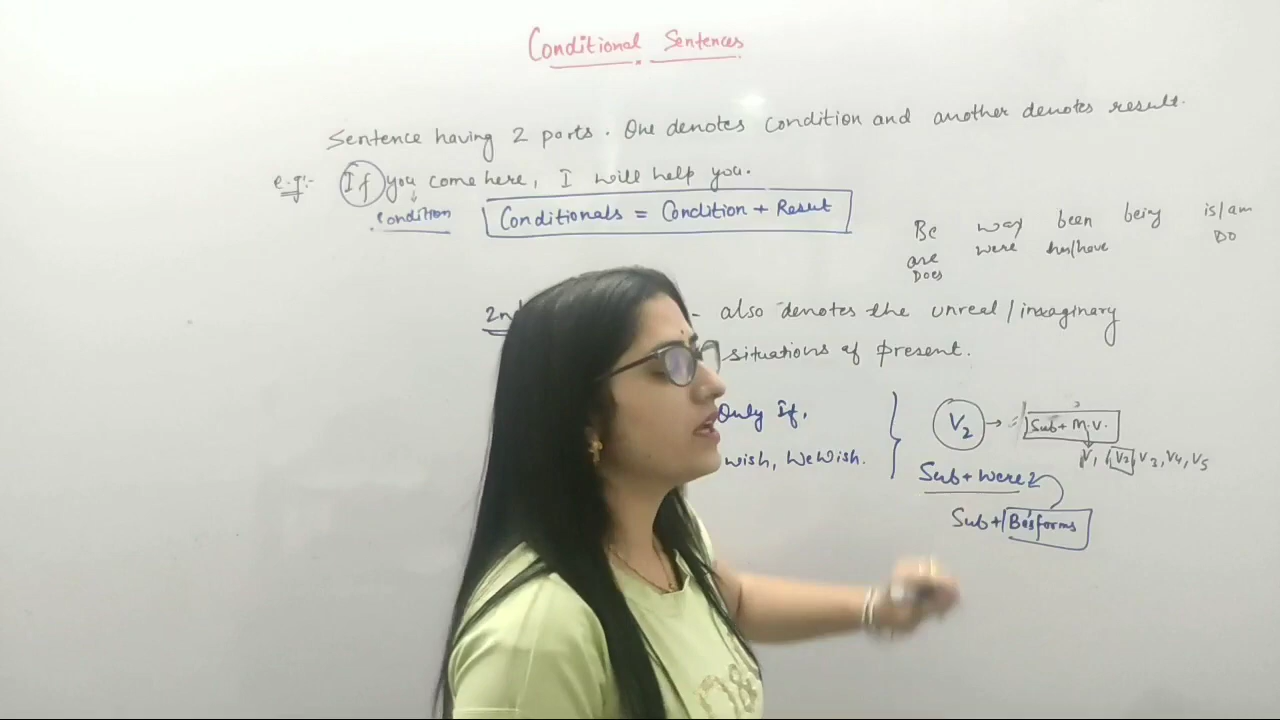 Conditional Sentences
Sentence having 2 parts. One denotes condition and another denotes result.
e.g:- If you come here, I will help you.
Condition
Conditionals = Condition + Result
Be was been being is/am
are were has/have DO
Does
also denotes the unreal / imaginary
situations of present.
Only If,
wish, We Wish.
V2 → Sub + M.V.
V1, V2, V3, V4, V5
Sub + were
Sub + Be's forms